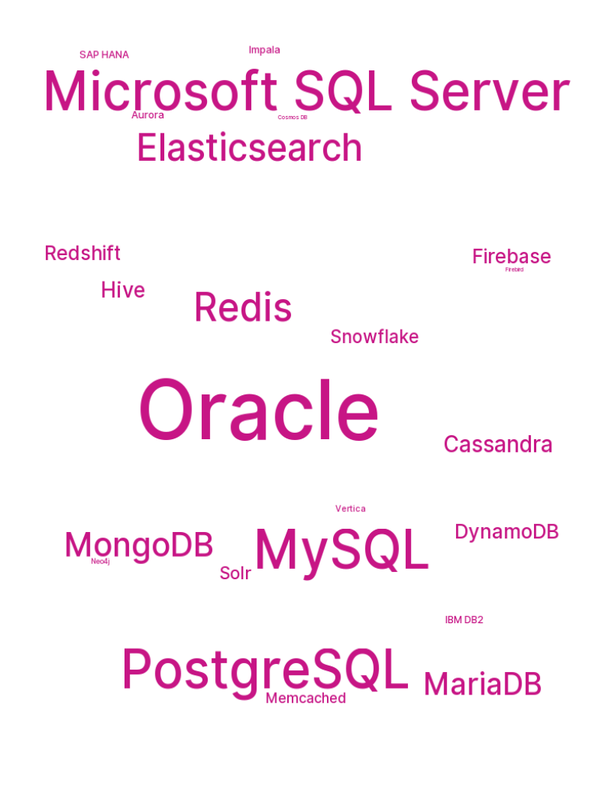 Impala
SAP HANA
Microsoft SQL Server
Aurora
Cosmos DB
Elasticsearch
Redshift
Firebase
Firebird
Hive
Redis
Snowflake
Oracle
Cassandra
Vertica
DynamoDB
MongoDB
MySQL
Neo4j
Solr
IBM DB2
PostgreSQL
MariaDB
Memcached